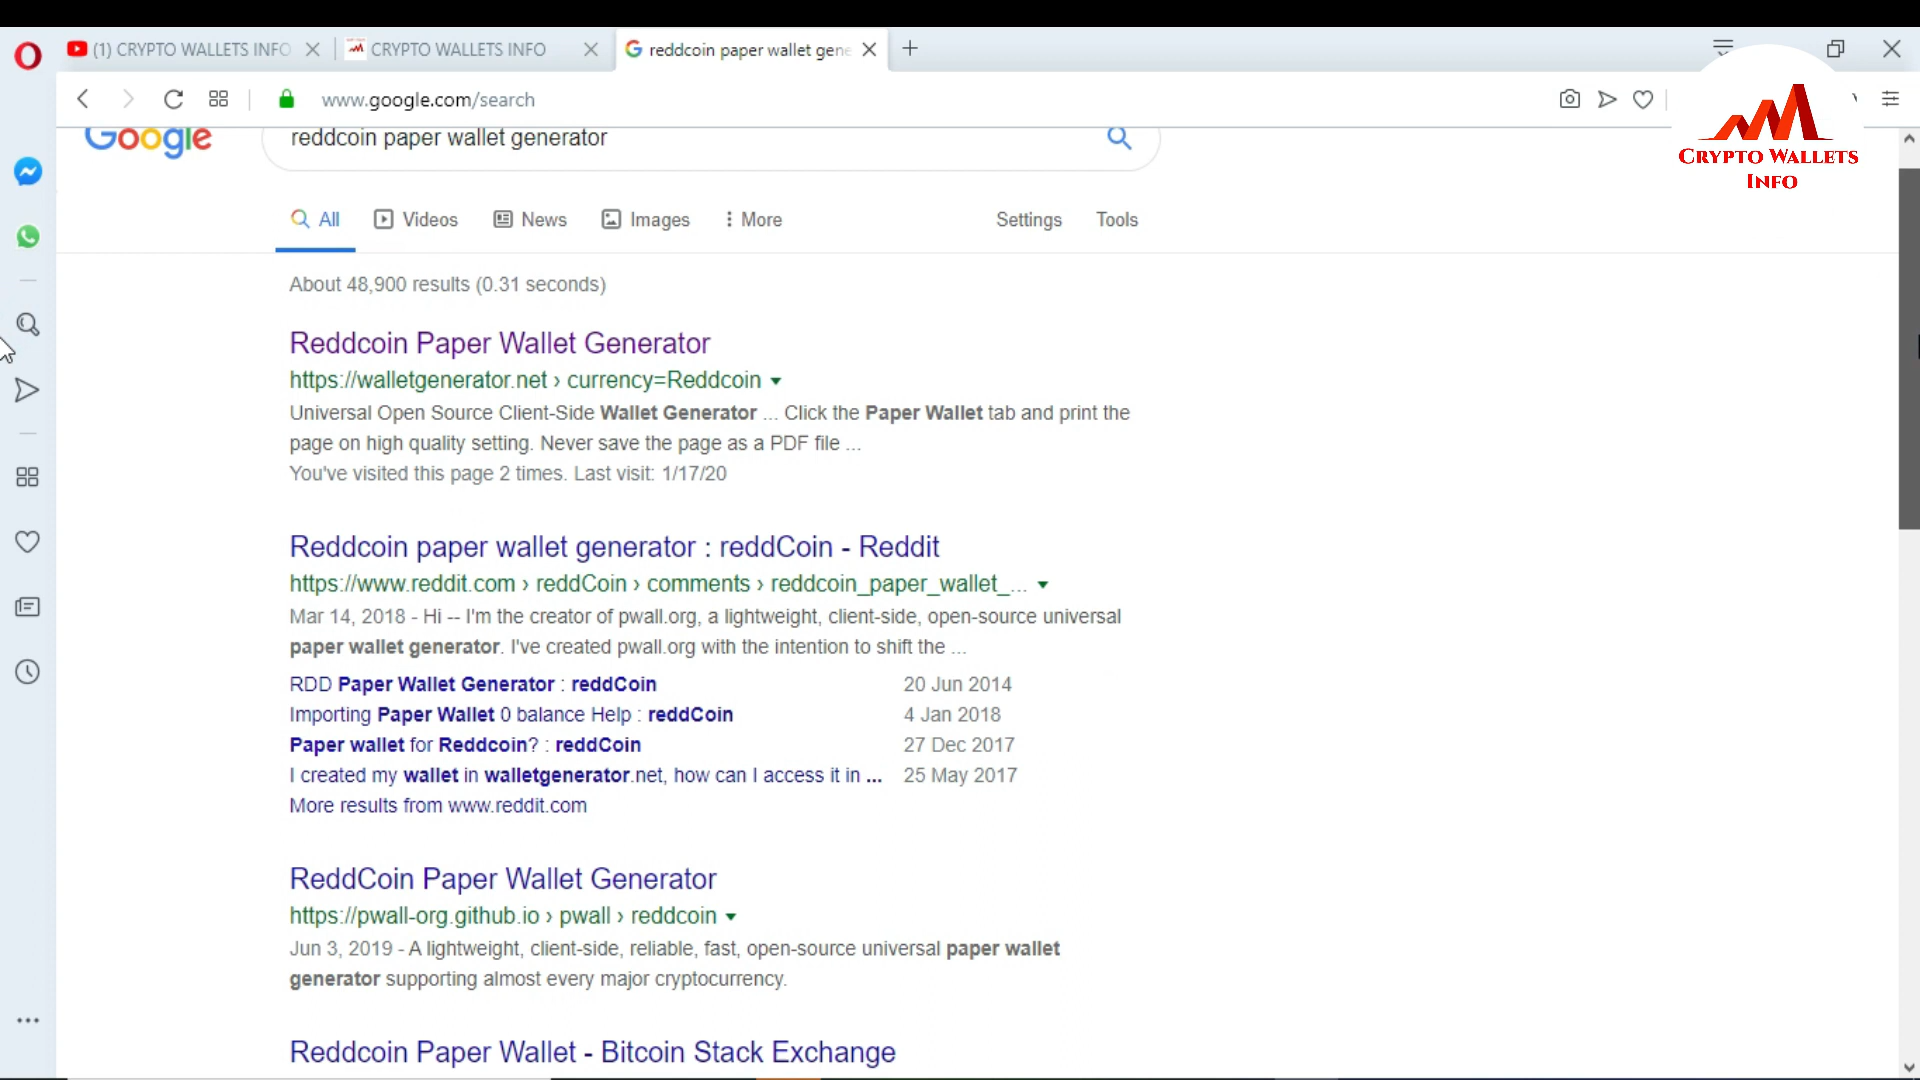 (1) CRYPTO WALLETS INFO
CRYPTO WALLETS INFO
reddcoin paper wallet gene
www.google.com/search
CRYPTO WALLETS
INFO
Google
reddcoin paper wallet generator
All
Videos
News
Images
More
Settings
Tools
About 48,900 results (0.31 seconds)
Reddcoin Paper Wallet Generator
https://walletgenerator.net › currency=Reddcoin
Universal Open Source Client-Side Wallet Generator ... Click the Paper Wallet tab and print the
page on high quality setting. Never save the page as a PDF file ...
You've visited this page 2 times. Last visit: 1/17/20
Reddcoin paper wallet generator : reddCoin - Reddit
https://www.reddit.com › reddCoin › comments › reddcoin_paper_wallet_...
Mar 14, 2018 - Hi -- I'm the creator of pwall.org, a lightweight, client-side, open-source universal
paper wallet generator. I've created pwall.org with the intention to shift the ...
RDD Paper Wallet Generator : reddCoin 20 Jun 2014
Importing Paper Wallet 0 balance Help : reddCoin 4 Jan 2018
Paper wallet for Reddcoin? : reddCoin 27 Dec 2017
I created my wallet in walletgenerator.net, how can I access it in ... 25 May 2017
More results from www.reddit.com
ReddCoin Paper Wallet Generator
https://pwall-org.github.io › pwall › reddcoin
Jun 3, 2019 - A lightweight, client-side, reliable, fast, open-source universal paper wallet
generator supporting almost every major cryptocurrency.
Reddcoin Paper Wallet - Bitcoin Stack Exchange